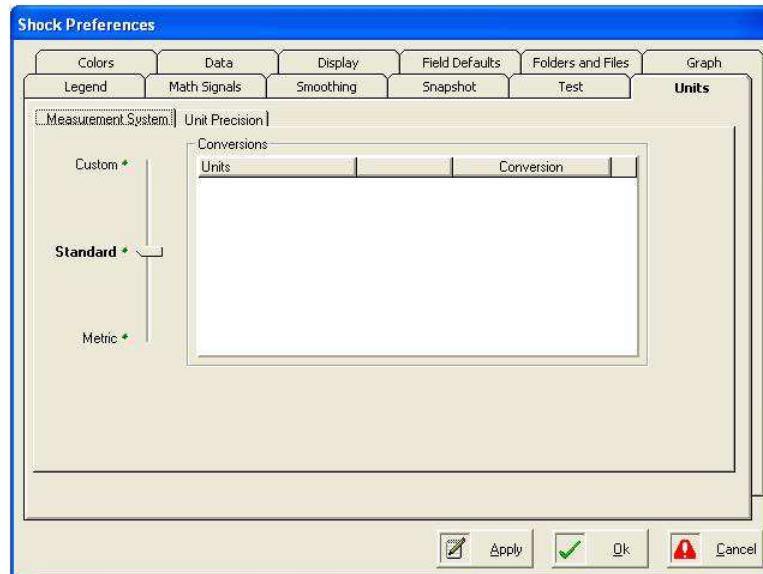 Shock Preferences
Colors Data Display Field Defaults Folders and Files Graph
Legend Math Signals Smoothing Snapshot Test Units
Measurement System Unit Precision
Conversions
Custom Units Conversion
Standard
Metric
Apply Ok Cancel